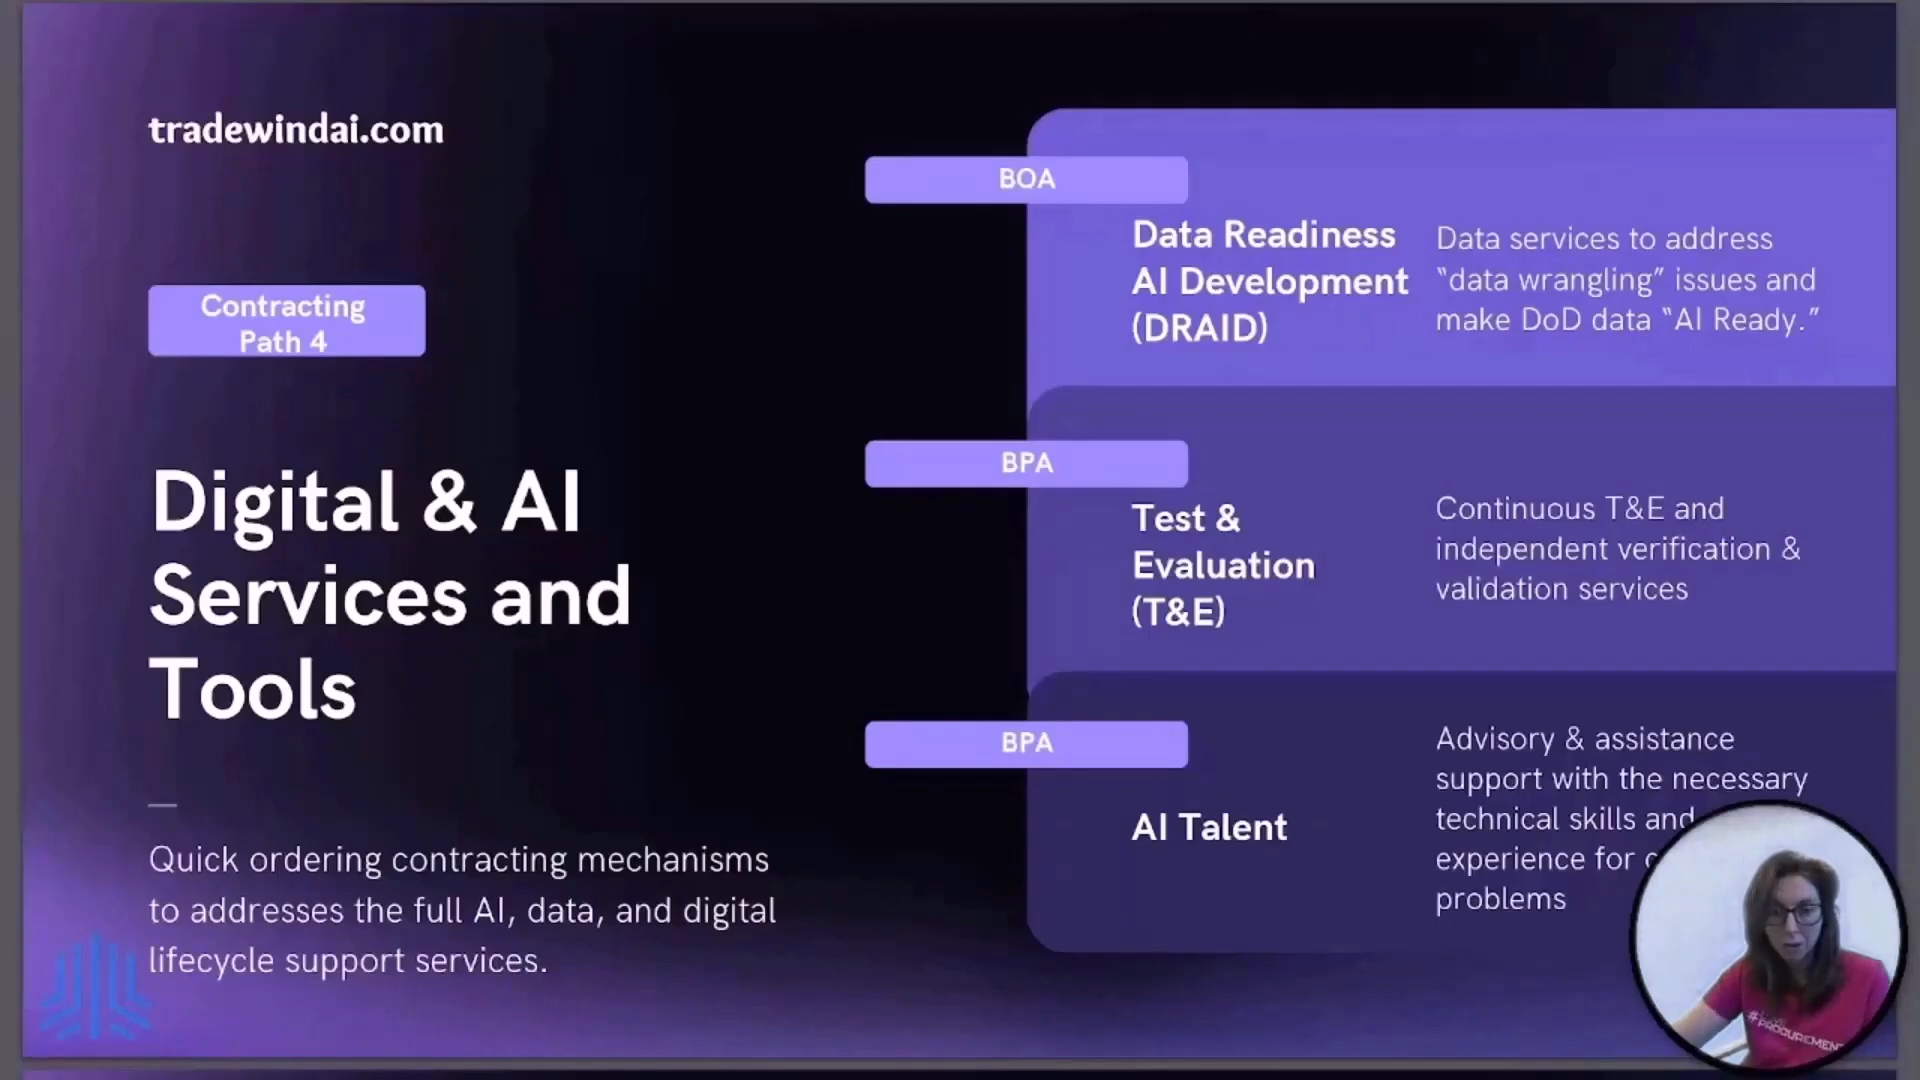 tradewindai.com
Contracting
Path 4
Digital & AI
Services and
Tools
Quick ordering contracting mechanisms
to addresses the full AI, data, and digital
lifecycle support services.
BOA
Data Readiness
AI Development
(DRAID)
Data services to address
“data wrangling” issues and
make DoD data “AI Ready.”
BPA
Test &
Evaluation
(T&E)
Continuous T&E and
independent verification &
validation services
BPA
AI Talent
Advisory & assistance
support with the necessary
technical skills and
experience for
problems